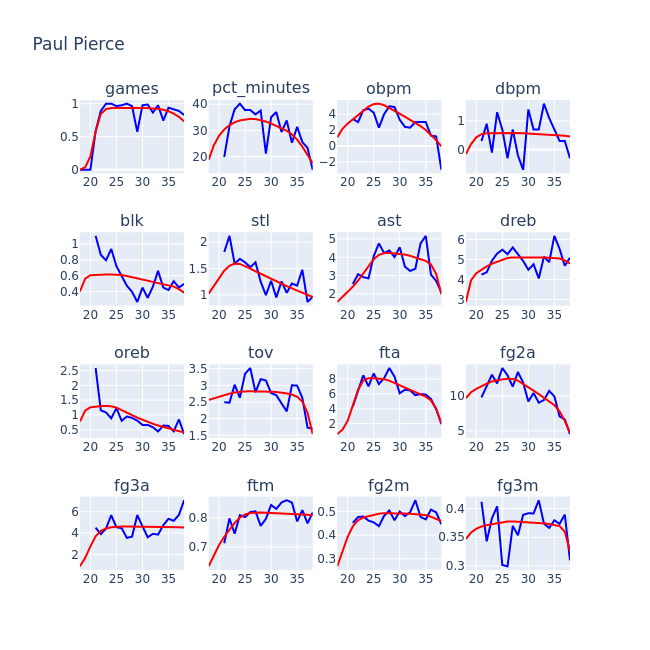 Paul Pierce
games pct_minutes obpm dbpm
1 0.5 0 20 25 30 35
40 30 20 20 25 30 35
4 2 0 −2 20 25 30 35
1 0 20 25 30 35
blk stl ast dreb
1 0.8 0.6 0.4 20 25 30 35
2 1.5 1 20 25 30 35
5 4 3 2 20 25 30 35
6 5 4 3 20 25 30 35
oreb tov fta fg2a
2.5 2 1.5 1 0.5 20 25 30 35
3.5 3 2.5 2 1.5 20 25 30 35
8 6 4 2 20 25 30 35
10 5 20 25 30 35
fg3a ftm fg2m fg3m
6 4 2 20 25 30 35
0.8 0.7 20 25 30 35
0.5 0.4 0.3 20 25 30 35
0.4 0.35 0.3 20 25 30 35